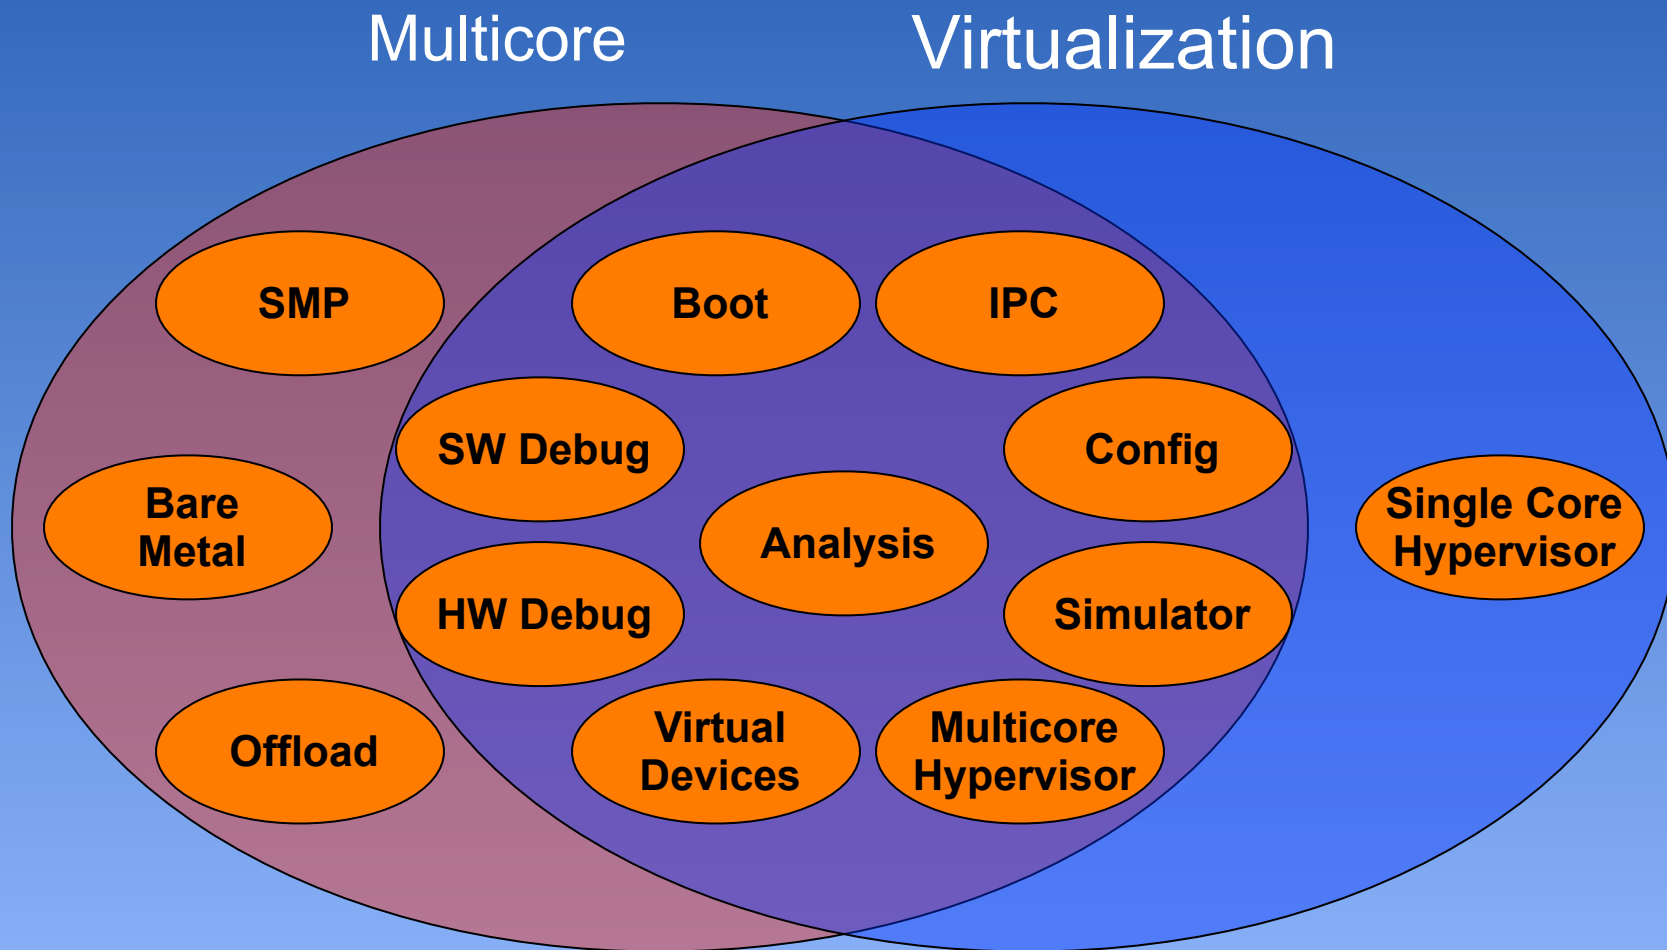 Multicore
Virtualization
SMP
Boot
IPC
SW Debug
Config
Bare
Metal
Analysis
Single Core
Hypervisor
HW Debug
Simulator
Offload
Virtual
Devices
Multicore
Hypervisor